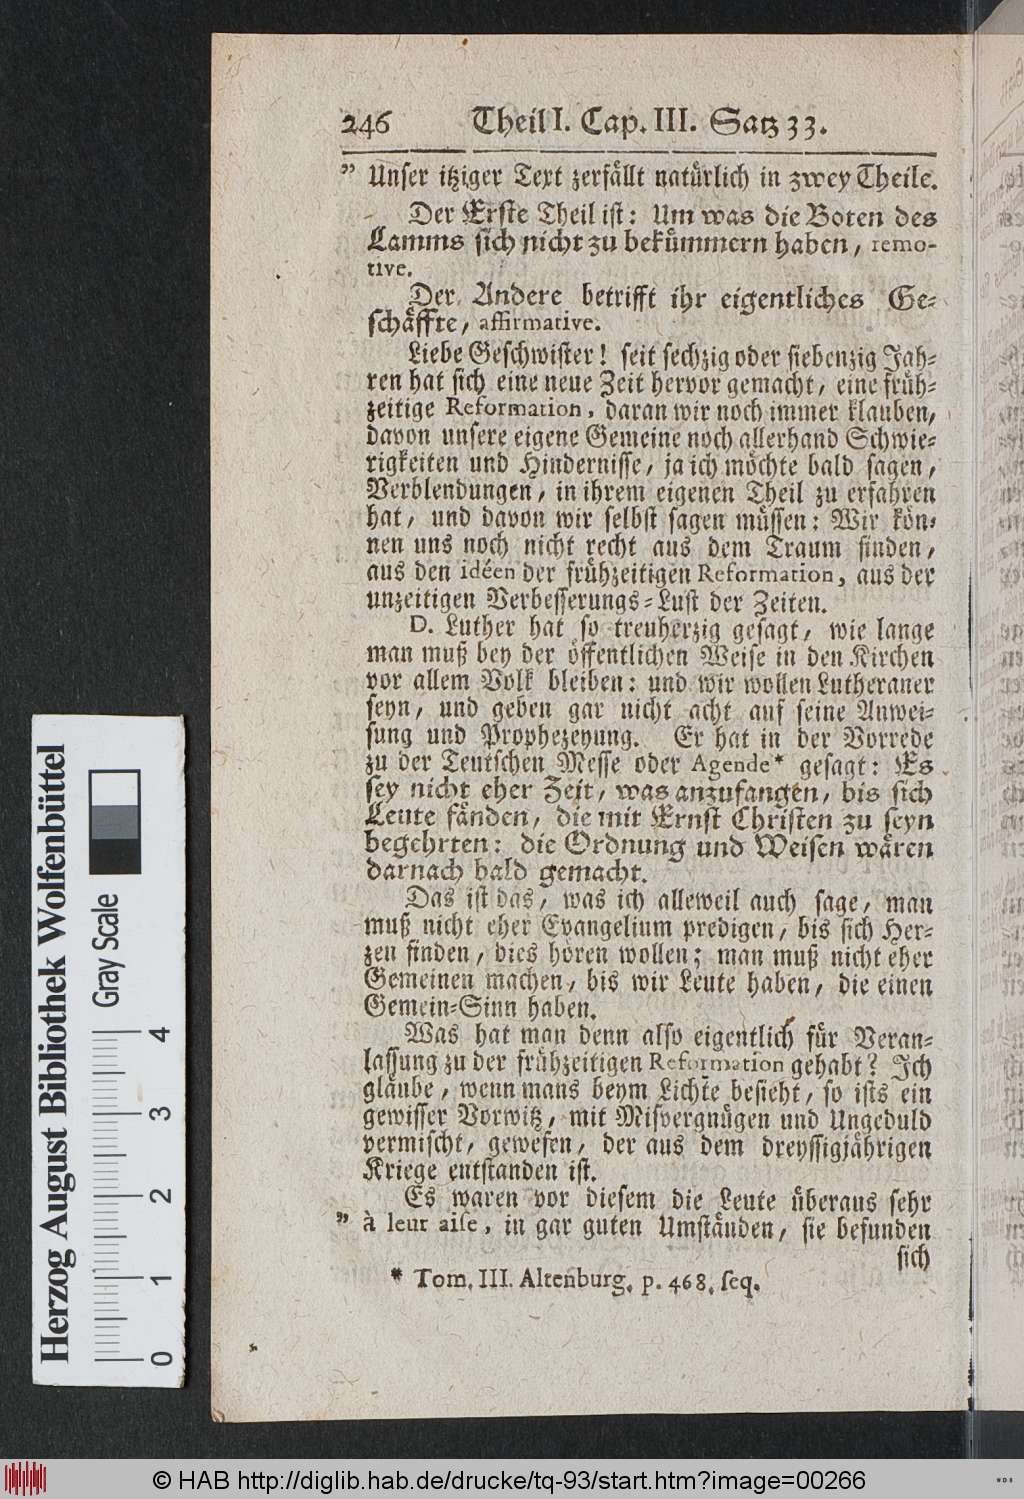 246 Theil I. Cap. III. Satz 33.
” Unser itziger Text zerfällt natürlich in zwey Theile.
Der Erste Theil ist: Um was die Boten des
Lamms sich nicht zu bekümmern haben, remo-
tive.
Der Andere betrifft ihr eigentliches Ge-
schäffte, affirmative.
Liebe Geschwister! seit sechzig oder siebenzig Jah-
ren hat sich eine neue Zeit hervor gemacht, eine früh-
zeitige Reformation, daran wir noch immer klauben,
davon unsere eigene Gemeine noch allerhand Schwie-
rigkeiten und Hindernisse, ja ich möchte bald sagen,
Verblendungen, in ihrem eigenen Theil zu erfahren
hat, und davon wir selbst sagen müssen: Wir kön-
nen uns noch nicht recht aus dem Traum finden,
aus den idéen der frühzeitigen Reformation, aus der
unzeitigen Verbesserungs-Lust der Zeiten.
D. Luther hat so treuherzig gesagt, wie lange
man muß bey der öffentlichen Weise in den Kirchen
vor allem Volk bleiben: und wir wollen Lutheraner
seyn, und geben gar nicht acht auf seine Anwei-
sung und Prophezeyung. Er hat in der Vorrede
zu der Teutschen Messe oder Agende* gesagt: Es
sey nicht eher Zeit, was anzufangen, bis sich
Leute fänden, die mit Ernst Christen zu seyn
begehrten: die Ordnung und Weisen wären
darnach bald gemacht.
Das ist das, was ich alleweil auch sage, man
muß nicht eher Evangelium predigen, bis sich Her-
zen finden, dies hören wollen; man muß nicht eher
Gemeinen machen, bis wir Leute haben, die einen
Gemein-Sinn haben.
Was hat man denn also eigentlich für Veran-
lassung zu der frühzeitigen Reformation gehabt? Ich
glaube, wenn mans beym Lichte besieht, so ists ein
gewisser Vorwitz, mit Misvergnügen und Ungeduld
vermischt, gewesen, der aus dem dreyssigjährigen
Kriege entstanden ist.
Es waren vor diesem die Leute überaus sehr
” à leur aise, in gar guten Umständen, sie befunden
sich
* Tom. III. Altenburg. p. 468. seq.
Herzog August Bibliothek Wolfenbüttel
Gray Scale
0 1 2 3 4
© HAB http://diglib.hab.de/drucke/tq-93/start.htm?image=00266